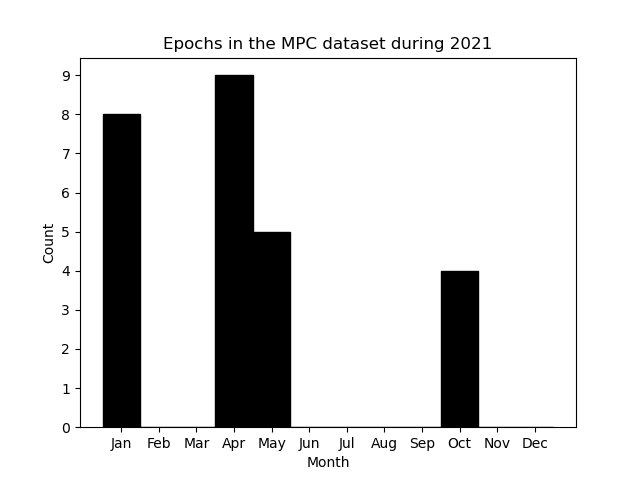 Epochs in the MPC dataset during 2021
9
8
7
6
5
4
3
2
1
0
Count
Jan Feb Mar Apr May Jun Jul Aug Sep Oct Nov Dec
Month